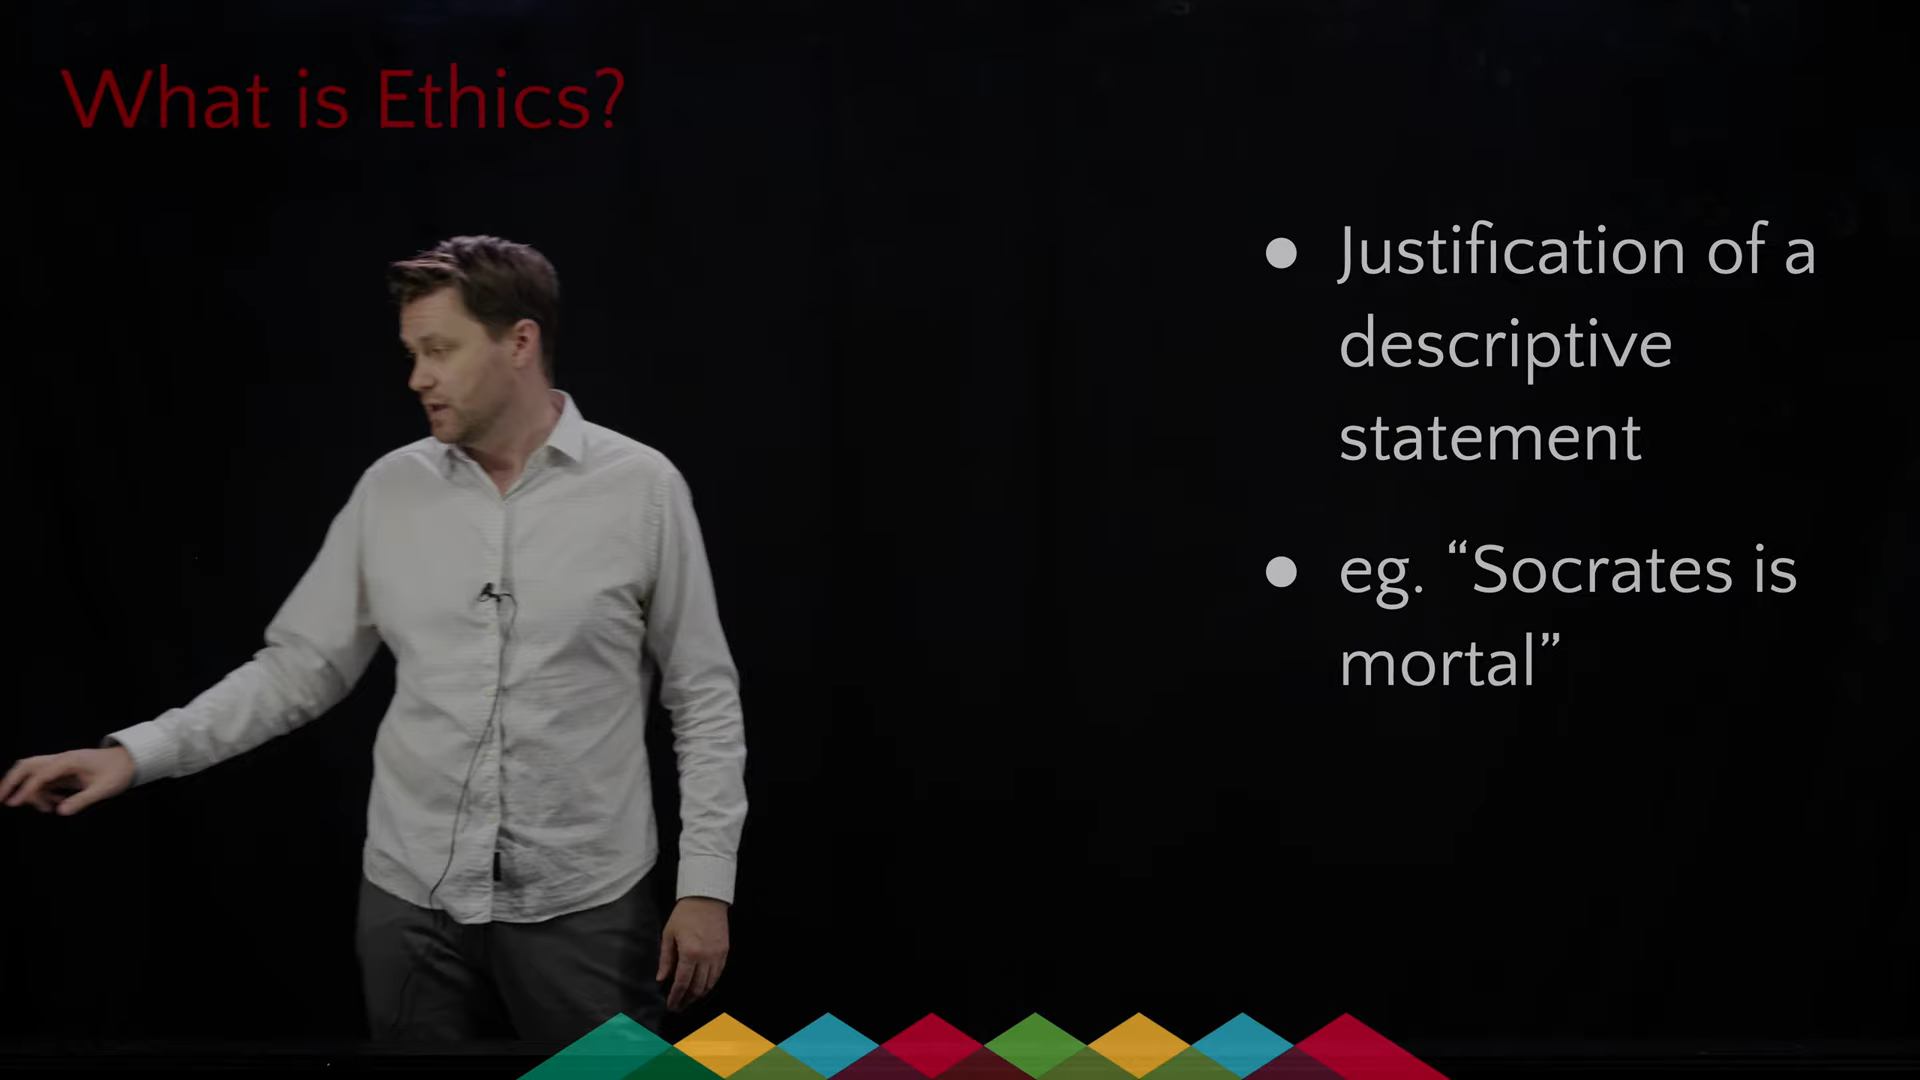 What is Ethics?
● Justification of a
descriptive
statement
● eg. “Socrates is
mortal”